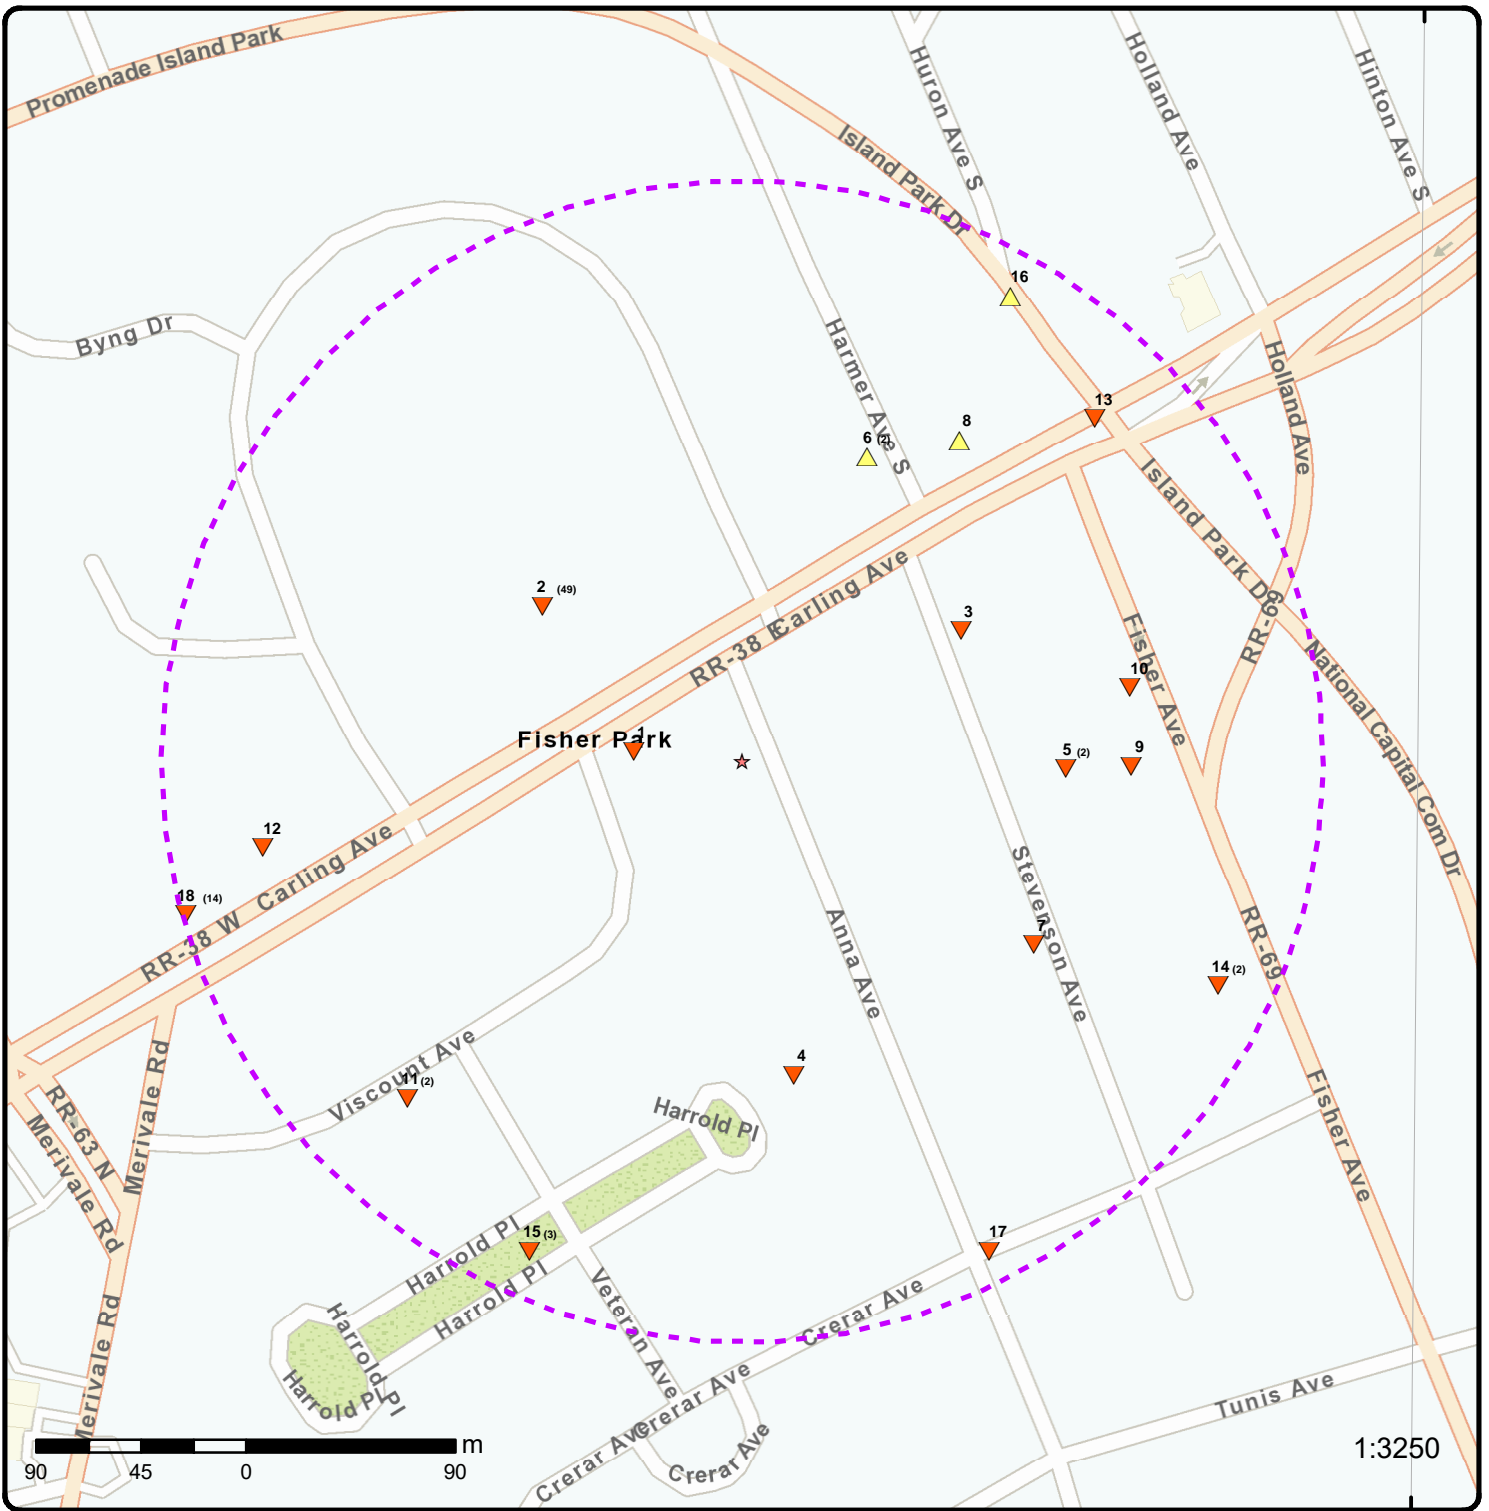 Promenade Island Park
Huron Ave S
Holland Ave
Hinton Ave S
Island Park Dr
16
Byng Dr
Harmer Ave S
Holland Ave
13
8
6 (2)
Island Park Dr
Carling Ave
2 (49)
3
RR-38 E
RR-69
Fisher Ave
National Capital Com Dr
10
Fisher Park
1
5 (2)
9
12
Carling Ave
Stevenson Ave
18 (14)
RR-38 W
Anna Ave
7
RR-69
14 (2)
Viscount Ave
4
11 (2)
Merivale Rd
RR-63 N
Merivale Rd
Harrold Pl
Fisher Ave
Harrold Pl
15 (3)
17
Harrold Pl
Veteran Ave
Crerar Ave
Merivale Rd
Harrold Pl
Harrold Pl
Crerar Ave
Tunis Ave
Crerar Ave
Crerar Ave
m
90 45 0 90
1:3250